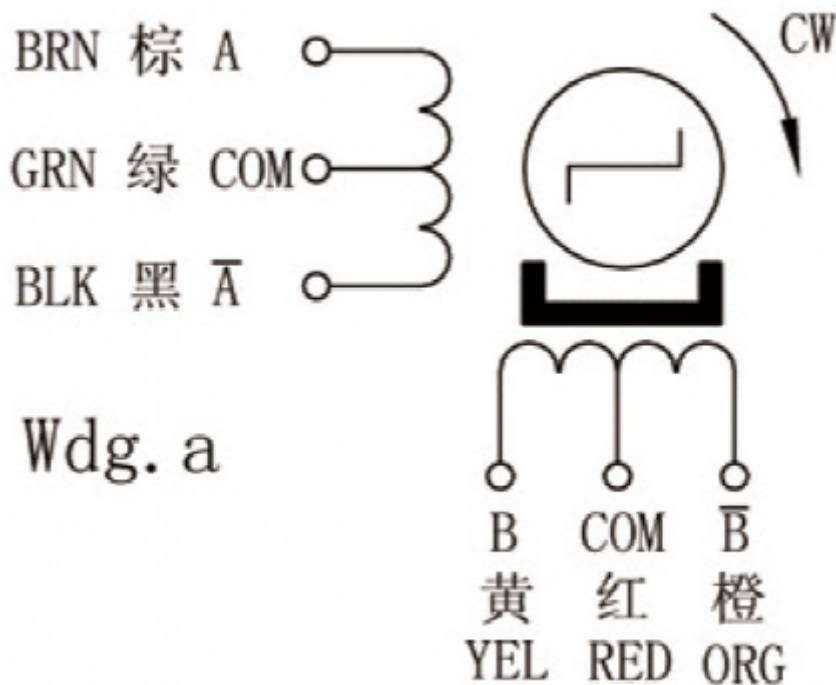 BRN 棕 A
CW
GRN 绿 COM
BLK 黑 A̅
Wdg. a
B COM B̅
黄 红 橙
YEL RED ORG